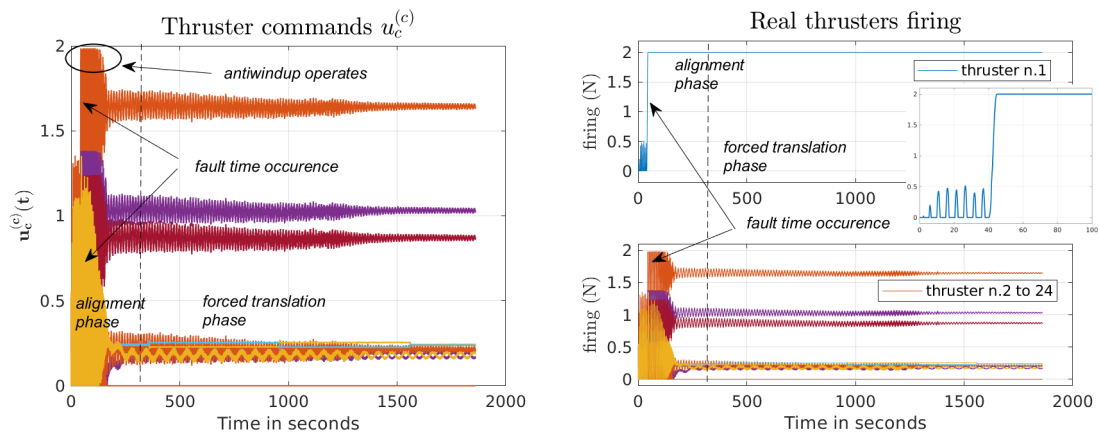 Thruster commands u_c^{(c)}
u_c^{(c)}(t)
2
1.5
1
0.5
0
antiwindup operates
fault time occurence
alignment
phase
forced translation
phase
0 500 1000 1500 2000
Time in seconds
Real thrusters firing
firing (N)
2
1.5
1
0.5
0
alignment
phase
thruster n.1
forced translation
phase
0 500 1000
2
1.5
1
0.5
0
0 20 40 60 80 100
fault time occurence
firing (N)
2
1.5
1
0.5
0
thruster n.2 to 24
0 500 1000 1500 2000
Time in seconds